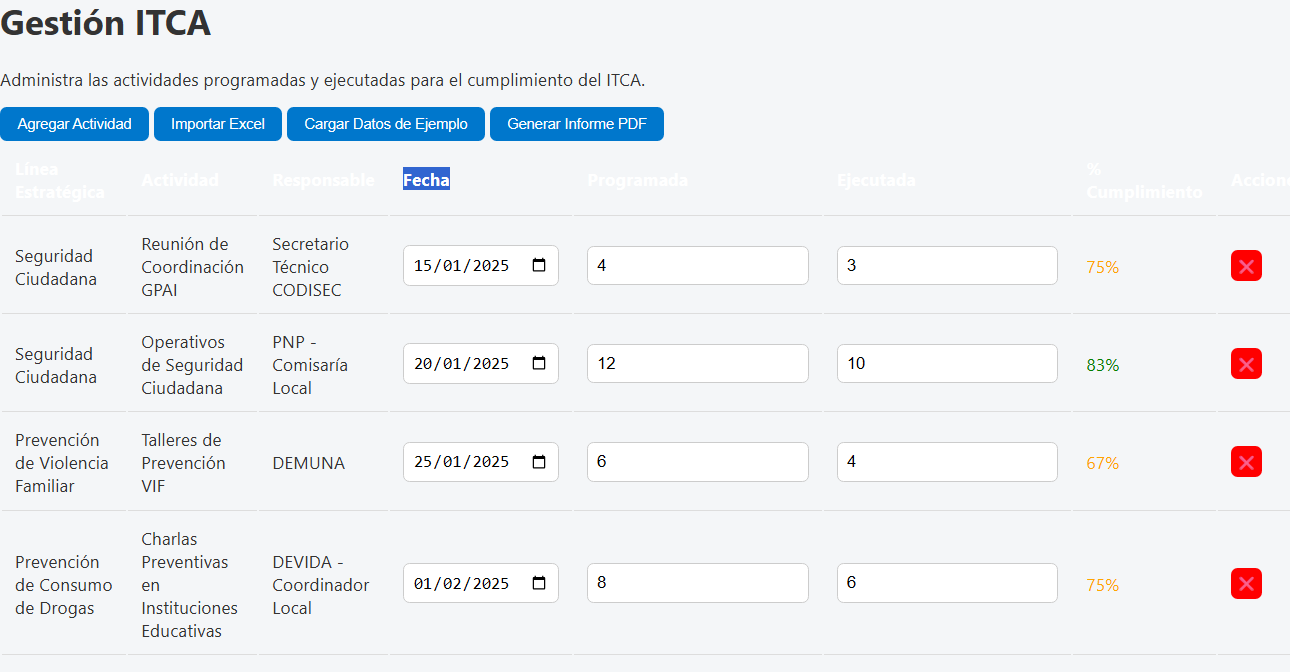 Gestión ITCA
Administra las actividades programadas y ejecutadas para el cumplimiento del ITCA.
Agregar Actividad Importar Excel Cargar Datos de Ejemplo Generar Informe PDF
Línea
Estratégica
Actividad
Responsable
Fecha
Programada
Ejecutada
%
Cumplimiento
Accion
Seguridad
Ciudadana
Reunión de
Coordinación
GPAI
Secretario
Técnico
CODISEC
15/01/2025
4
3
75%
Seguridad
Ciudadana
Operativos
de Seguridad
Ciudadana
PNP -
Comisaría
Local
20/01/2025
12
10
83%
Prevención
de Violencia
Familiar
Talleres de
Prevención
VIF
DEMUNA
25/01/2025
6
4
67%
Prevención
de Consumo
de Drogas
Charlas
Preventivas
en
Instituciones
Educativas
DEVIDA -
Coordinador
Local
01/02/2025
8
6
75%